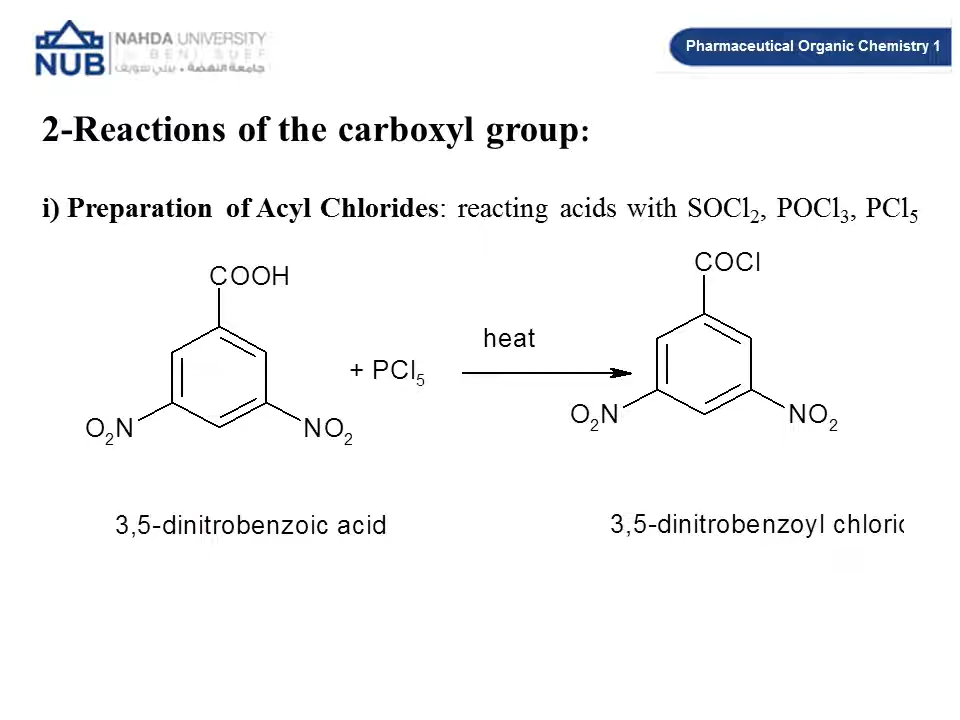 NAHDA UNIVERSITY
NUB
BENI SUEF
جامعة النهضة • بني سويف
Pharmaceutical Organic Chemistry 1
2-Reactions of the carboxyl group:
i) Preparation of Acyl Chlorides: reacting acids with SOCl₂, POCl₃, PCl₅
COOH
COCl
heat
+ PCl₅
O₂N
NO₂
O₂N
NO₂
3,5-dinitrobenzoic acid
3,5-dinitrobenzoyl chloric